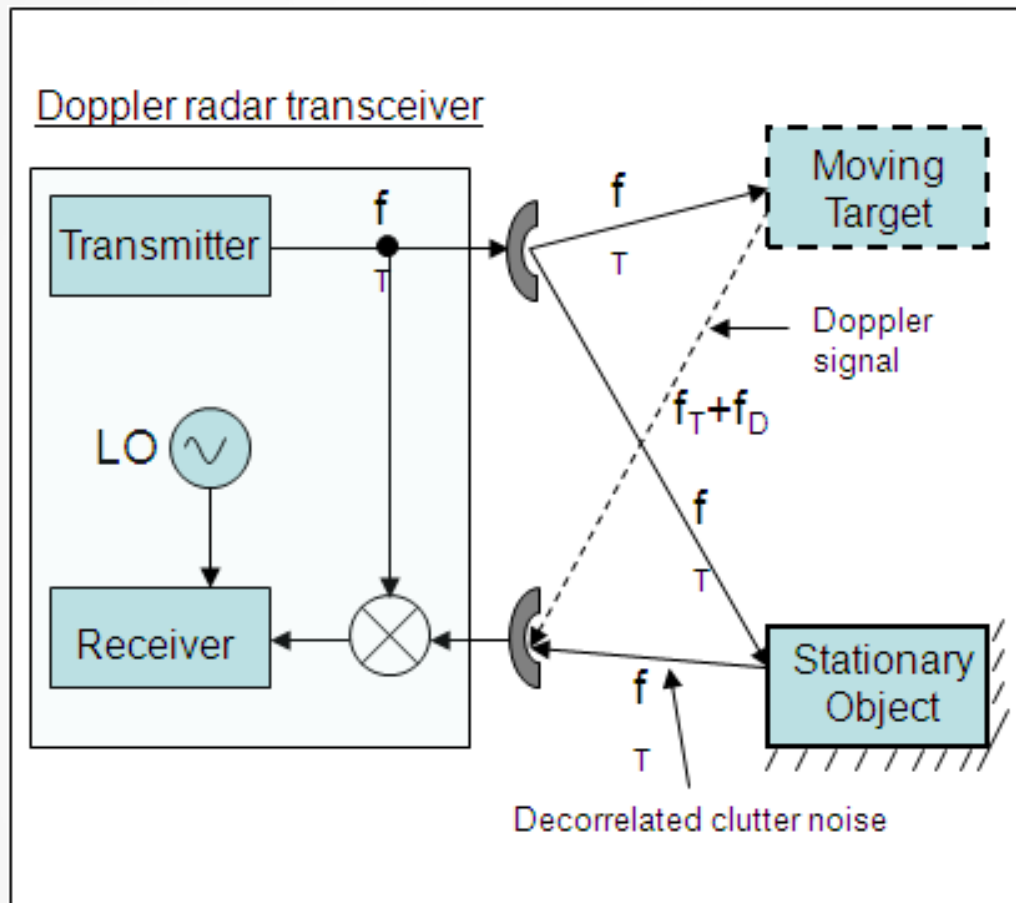 Doppler radar transceiver
f
T
Transmitter
f
T
Moving
Target
Doppler
signal
f_T+f_D
LO
f
T
Receiver
f
T
Stationary
Object
Decorrelated clutter noise